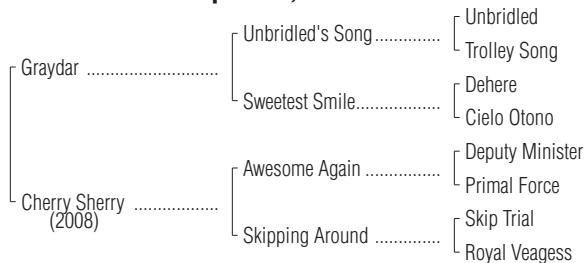 Unbridled
Unbridled's Song ...............
Trolley Song
Graydar .............................
Dehere
Sweetest Smile...................
Cielo Otono
Deputy Minister
Awesome Again .................
Primal Force
Cherry Sherry ..................
(2008)
Skip Trial
Skipping Around ...............
Royal Veagess